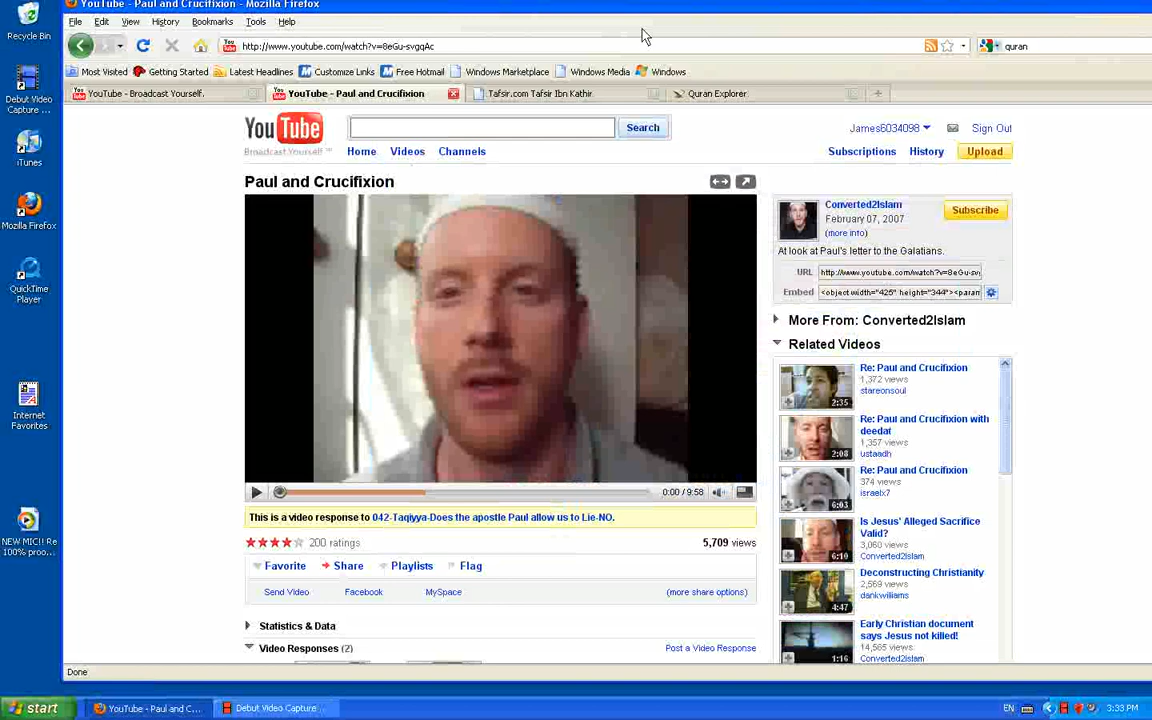 YouTube - Paul and Crucifixion - Mozilla Firefox
File Edit View History Bookmarks Tools Help
http://www.youtube.com/watch?v=8eGu-svgqAc
quran
Most Visited Getting Started Latest Headlines Customize Links Free Hotmail Windows Marketplace Windows Media Windows
YouTube - Broadcast Yourself.
YouTube - Paul and Crucifixion
Tafsir.com Tafsir Ibn Kathir
Quran Explorer
Recycle Bin
Debut Video
Capture ...
iTunes
Mozilla Firefox
QuickTime
Player
Internet
Favorites
NEW MIC!! Re
100% proo...
YouTube
Broadcast Yourself ™
Search
James6034098
Sign Out
Home Videos Channels
Subscriptions History Upload
Paul and Crucifixion
0:00 / 9:58
This is a video response to 042-Taqiyya-Does the apostle Paul allow us to Lie-NO.
200 ratings
5,709 views
Favorite Share Playlists Flag
Send Video Facebook MySpace (more share options)
Statistics & Data
Video Responses (2)
Post a Video Response
Converted2Islam
February 07, 2007
(more info)
Subscribe
At look at Paul's letter to the Galatians.
URL http://www.youtube.com/watch?v=8eGu-sv
Embed <object width="425" height="344"><param
More From: Converted2Islam
Related Videos
2:35
Re: Paul and Crucifixion
1,372 views
stareonsoul
2:08
Re: Paul and Crucifixion with
deedat
1,357 views
ustaadh
6:03
Re: Paul and Crucifixion
374 views
israelx7
6:10
Is Jesus' Alleged Sacrifice
Valid?
3,060 views
Converted2Islam
4:47
Deconstructing Christianity
2,569 views
dankwilliams
1:16
Early Christian document
says Jesus not killed!
14,565 views
Converted2Islam
Done
start
YouTube - Paul and C...
Debut Video Capture ...
EN
3:33 PM